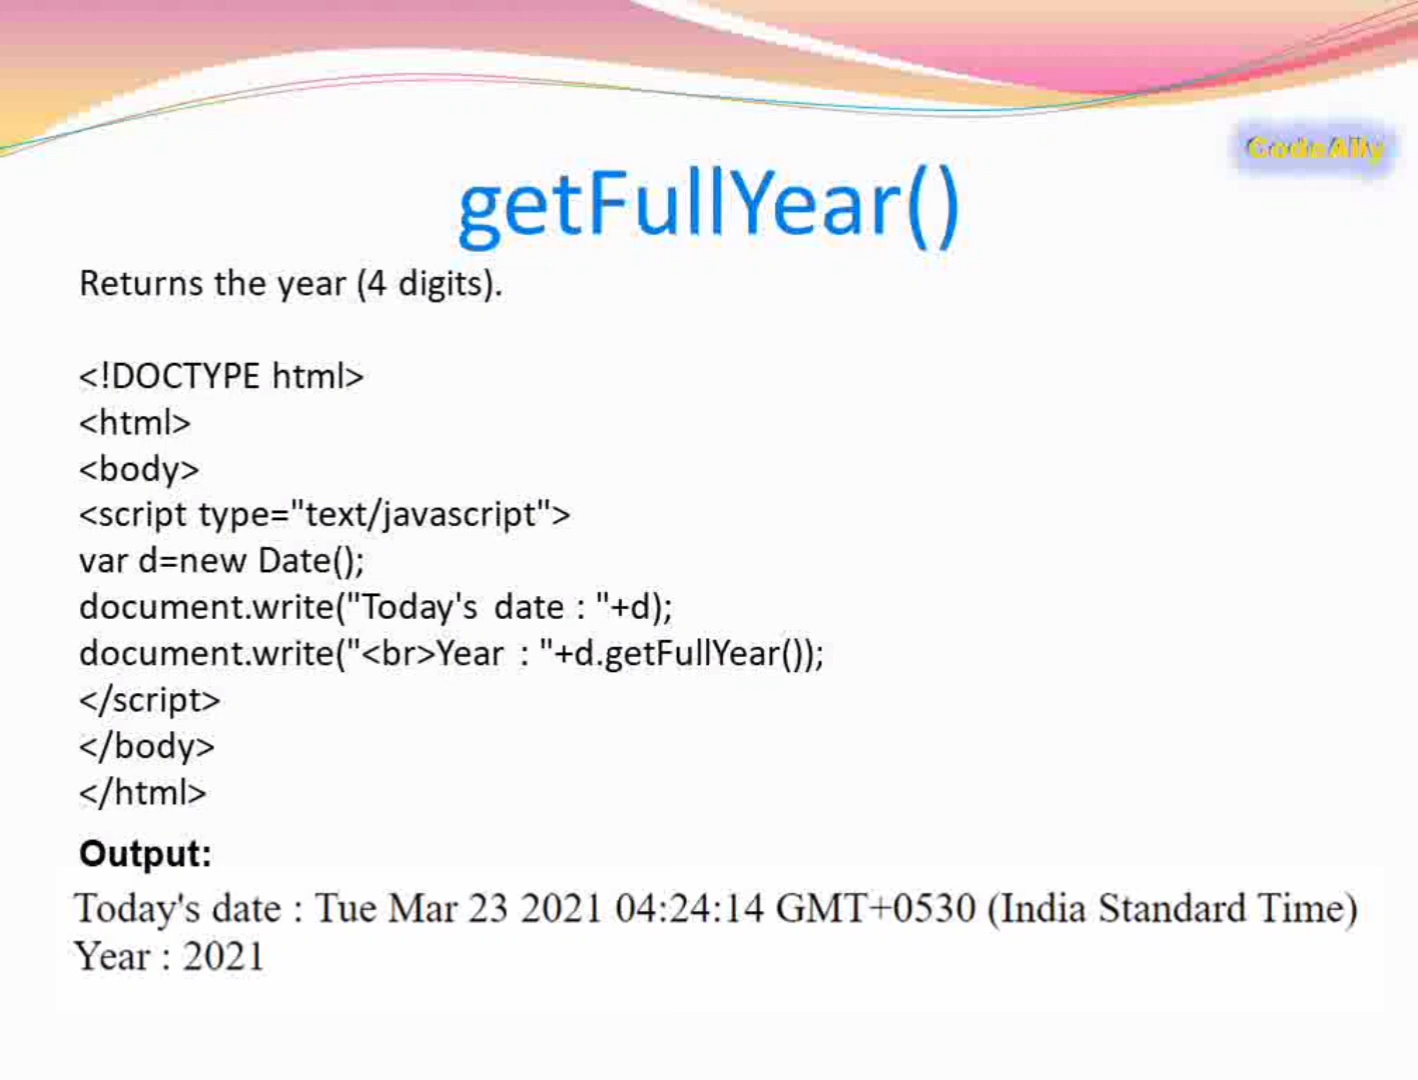 CodeAlly
getFullYear()
Returns the year (4 digits).
<!DOCTYPE html>
<html>
<body>
<script type="text/javascript">
var d=new Date();
document.write("Today's date : "+d);
document.write("<br>Year : "+d.getFullYear());
</script>
</body>
</html>
Output:
Today's date : Tue Mar 23 2021 04:24:14 GMT+0530 (India Standard Time)
Year : 2021